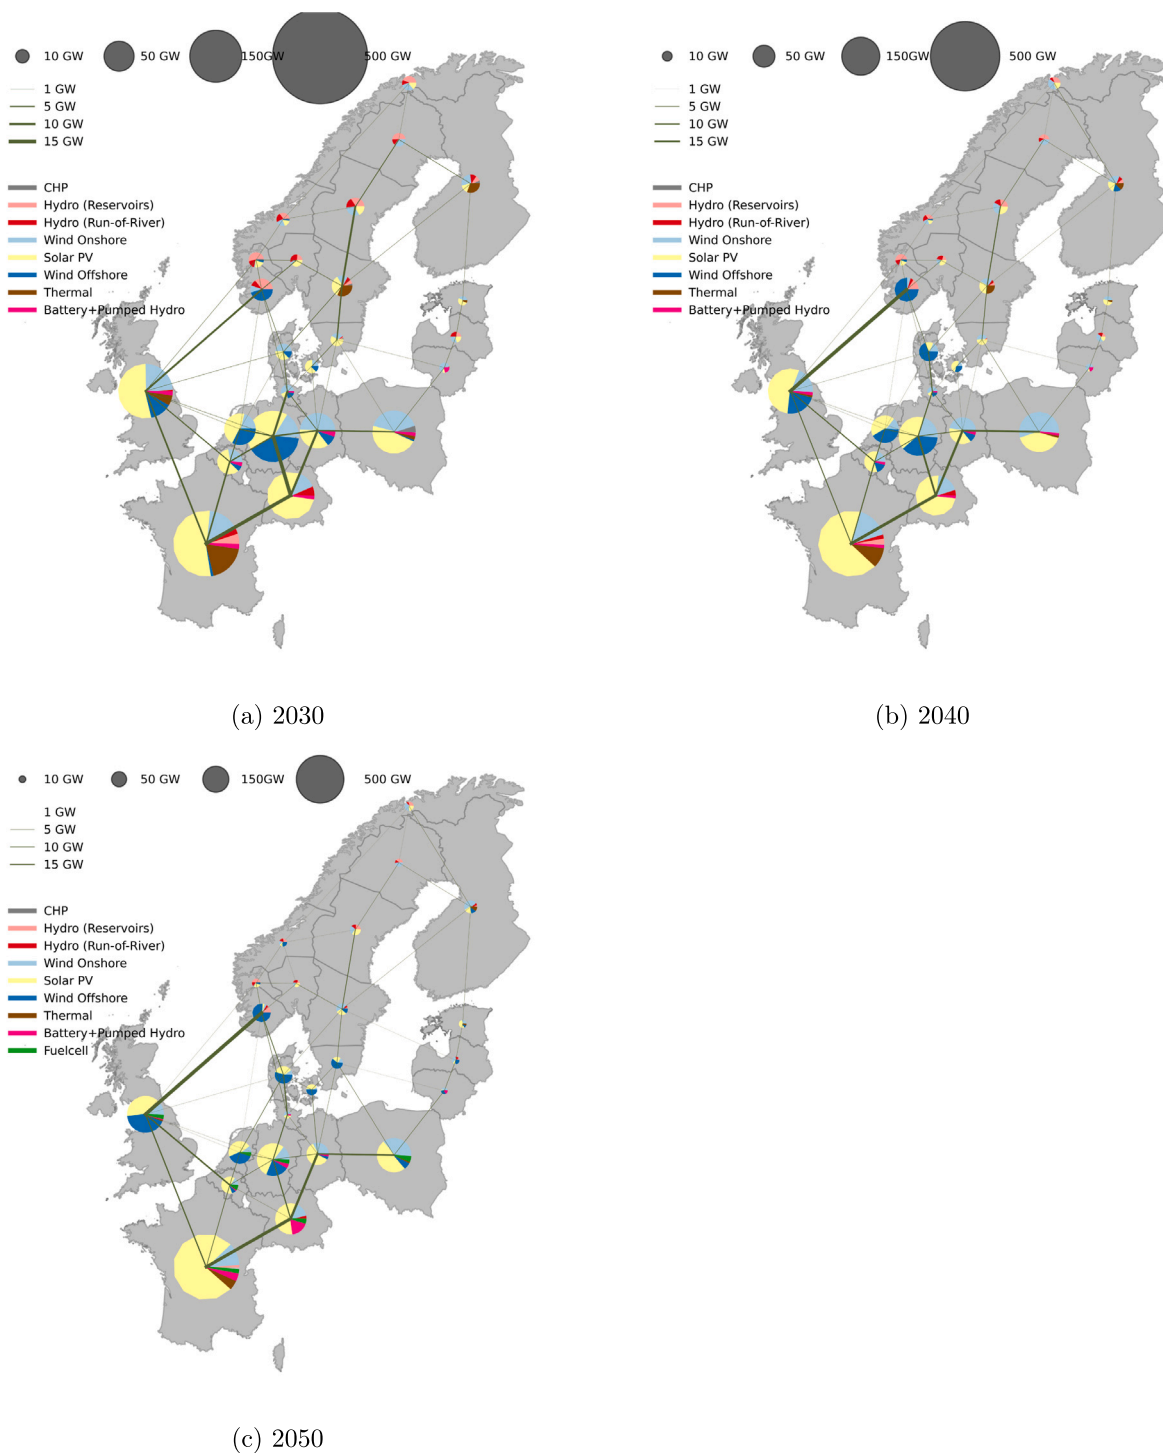 10 GW 50 GW 150GW 500 GW
1 GW
5 GW
10 GW
15 GW
CHP
Hydro (Reservoirs)
Hydro (Run-of-River)
Wind Onshore
Solar PV
Wind Offshore
Thermal
Battery+Pumped Hydro
(a) 2030
10 GW 50 GW 150GW 500 GW
1 GW
5 GW
10 GW
15 GW
CHP
Hydro (Reservoirs)
Hydro (Run-of-River)
Wind Onshore
Solar PV
Wind Offshore
Thermal
Battery+Pumped Hydro
(b) 2040
10 GW 50 GW 150GW 500 GW
1 GW
5 GW
10 GW
15 GW
CHP
Hydro (Reservoirs)
Hydro (Run-of-River)
Wind Onshore
Solar PV
Wind Offshore
Thermal
Battery+Pumped Hydro
Fuelcell
(c) 2050